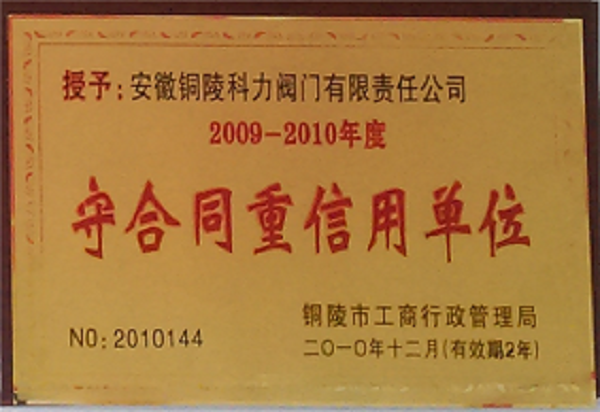 授予：安徽铜陵科力阀门有限责任公司
2009-2010年度
守合同重信用单位
铜陵市工商行政管理局
NO: 2010144
二〇一〇年十二月(有效期2年)